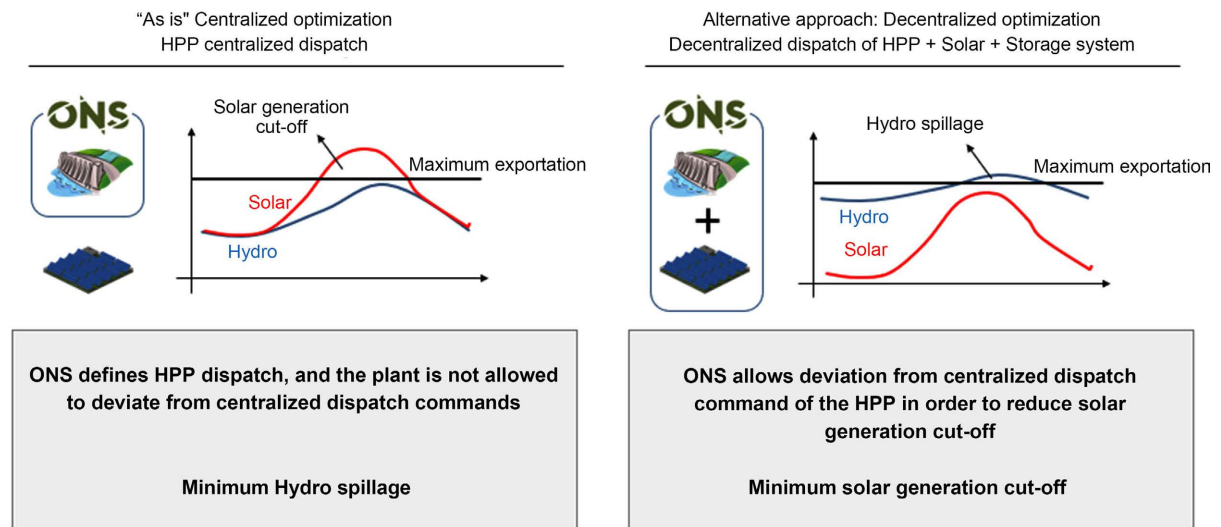 “As is" Centralized optimization
HPP centralized dispatch
ONS
Solar generation
cut-off
Maximum exportation
Solar
Hydro
ONS defines HPP dispatch, and the plant is not allowed
to deviate from centralized dispatch commands
Minimum Hydro spillage
Alternative approach: Decentralized optimization
Decentralized dispatch of HPP + Solar + Storage system
ONS
+
Hydro spillage
Maximum exportation
Hydro
Solar
ONS allows deviation from centralized dispatch
command of the HPP in order to reduce solar
generation cut-off
Minimum solar generation cut-off